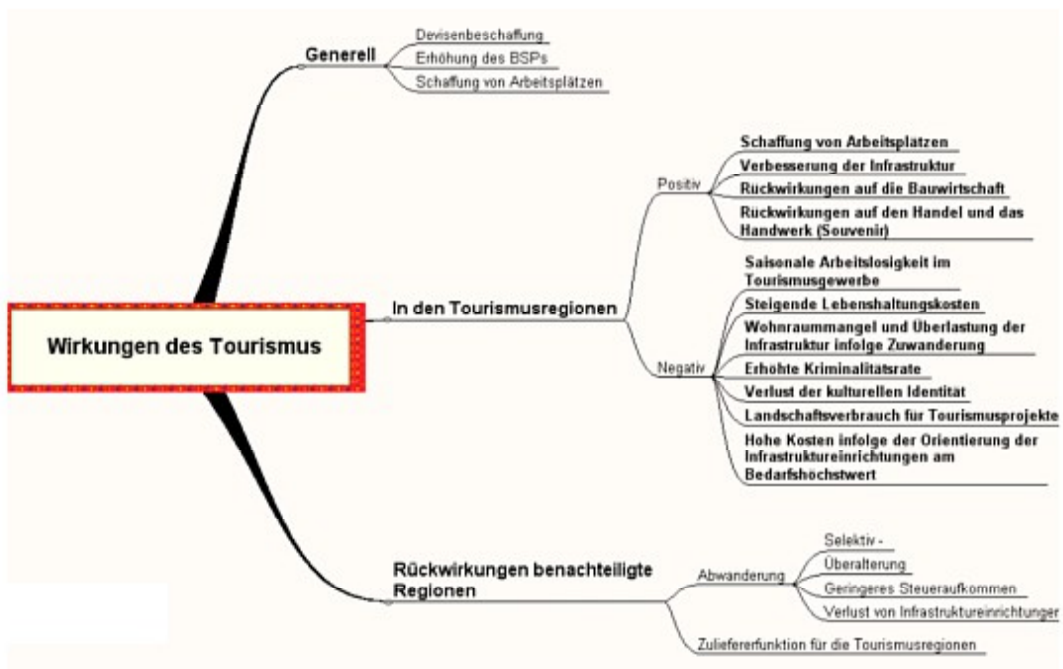 Wirkungen des Tourismus
Generell
Devisenbeschaffung
Erhöhung des BSPs
Schaffung von Arbeitsplätzen
In den Tourismusregionen
Positiv
Schaffung von Arbeitsplätzen
Verbesserung der Infrastruktur
Rückwirkungen auf die Bauwirtschaft
Rückwirkungen auf den Handel und das
Handwerk (Souvenir)
Negativ
Saisonale Arbeitslosigkeit im
Tourismusgewerbe
Steigende Lebenshaltungskosten
Wohnraummangel und Überlastung der
Infrastruktur infolge Zuwanderung
Erhöhte Kriminalitätsrate
Verlust der kulturellen Identität
Landschaftsverbrauch für Tourismusprojekte
Hohe Kosten infolge der Orientierung der
Infrastruktureinrichtungen am
Bedarfshöchstwert
Rückwirkungen benachteiligte
Regionen
Abwanderung
Selektiv -
Überalterung
Geringeres Steueraufkommen
Verlust von Infrastruktureinrichtunger
Zuliefererfunktion für die Tourismusregionen